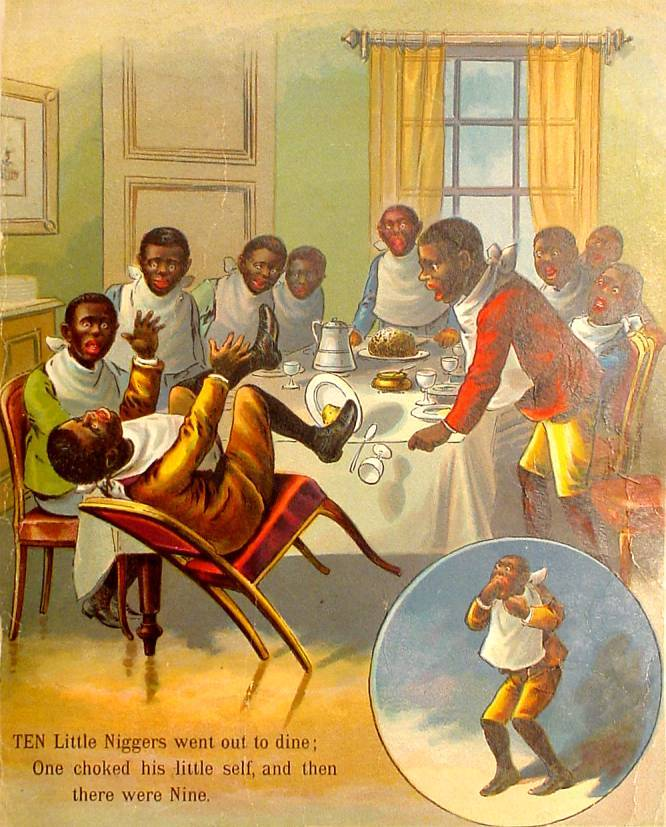 TEN Little Niggers went out to dine;
One choked his little self, and then
there were Nine.